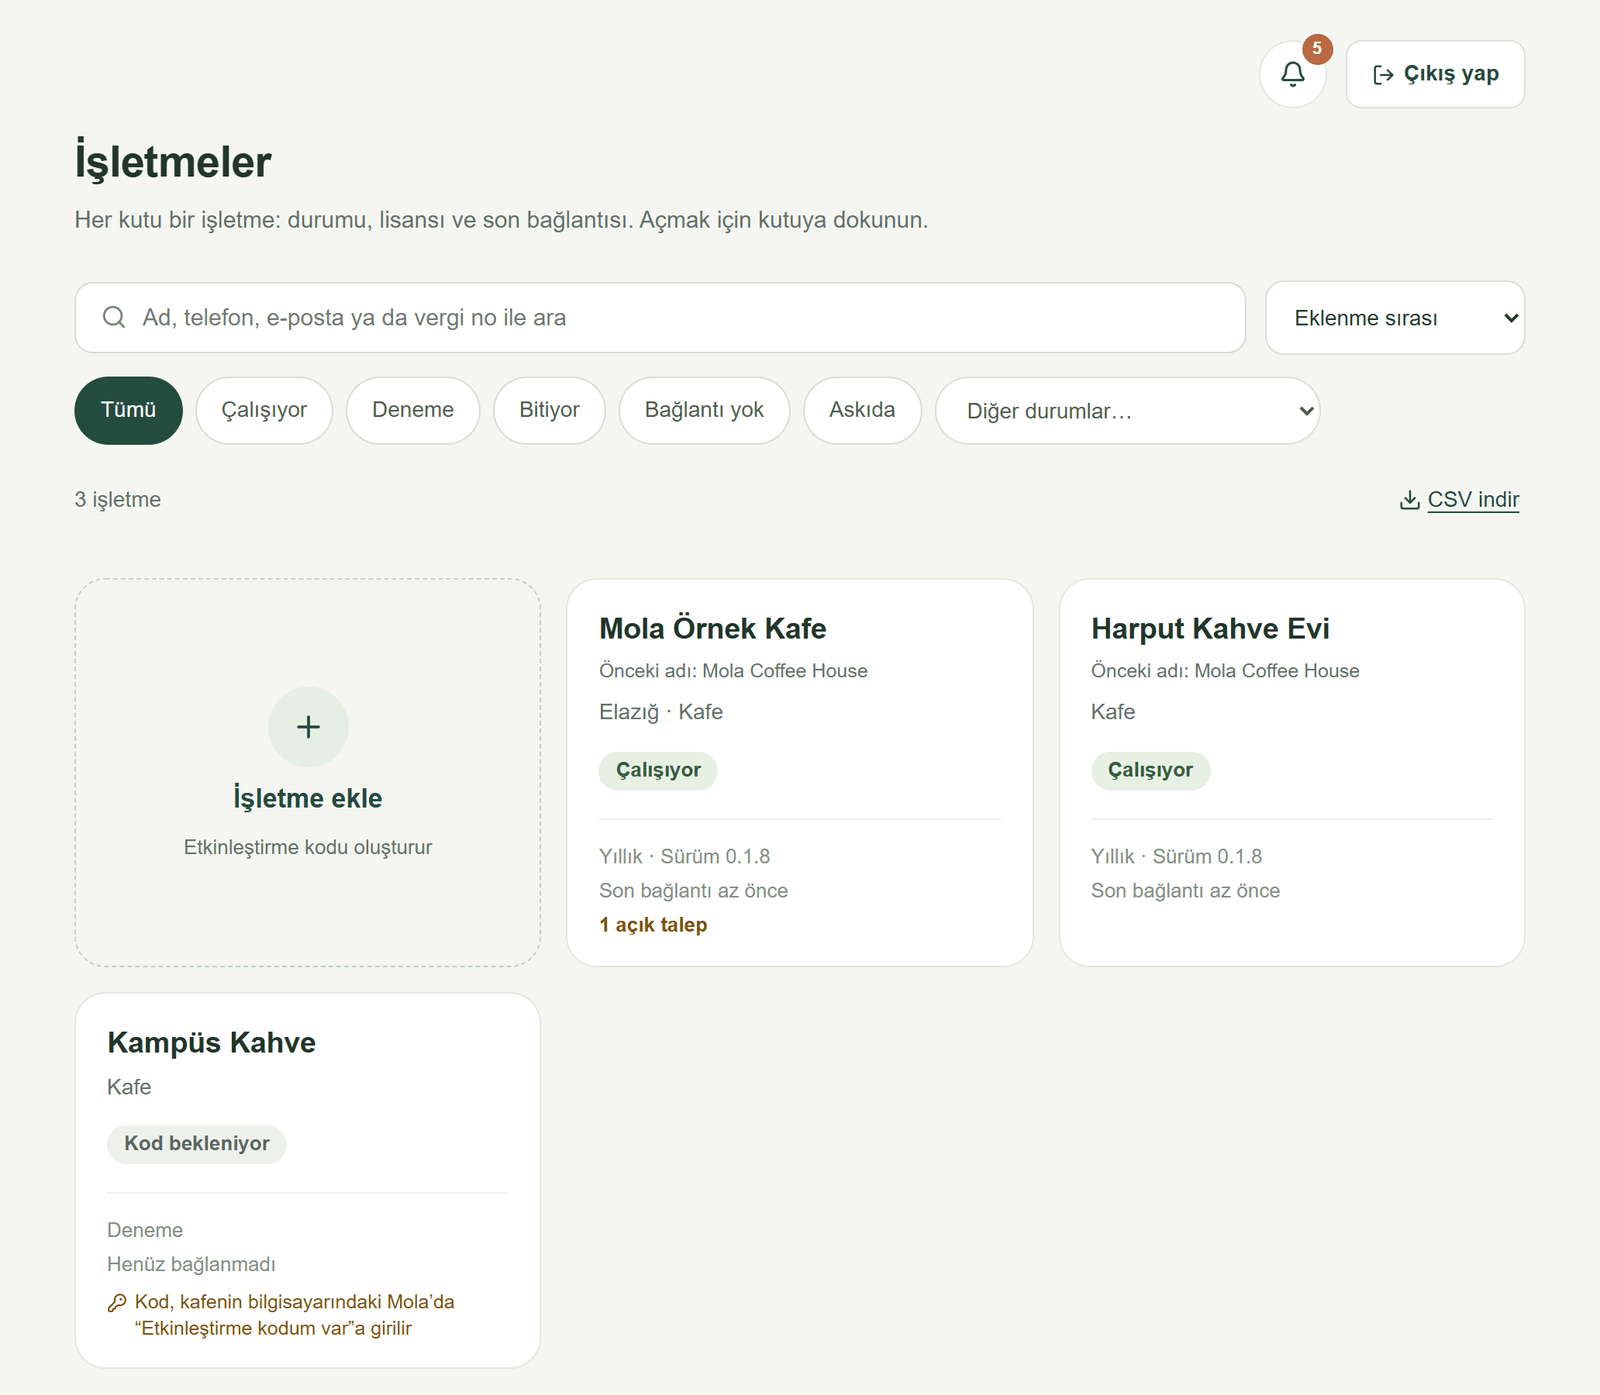 5
Çıkış yap
İşletmeler
Her kutu bir işletme: durumu, lisansı ve son bağlantısı. Açmak için kutuya dokunun.
Ad, telefon, e-posta ya da vergi no ile ara
Eklenme sırası
Tümü
Çalışıyor
Deneme
Bitiyor
Bağlantı yok
Askıda
Diğer durumlar…
3 işletme
CSV indir
İşletme ekle
Etkinleştirme kodu oluşturur
Mola Örnek Kafe
Önceki adı: Mola Coffee House
Elazığ · Kafe
Çalışıyor
Yıllık · Sürüm 0.1.8
Son bağlantı az önce
1 açık talep
Harput Kahve Evi
Önceki adı: Mola Coffee House
Kafe
Çalışıyor
Yıllık · Sürüm 0.1.8
Son bağlantı az önce
Kampüs Kahve
Kafe
Kod bekleniyor
Deneme
Henüz bağlanmadı
Kod, kafenin bilgisayarındaki Mola’da
“Etkinleştirme kodum var”a girilir